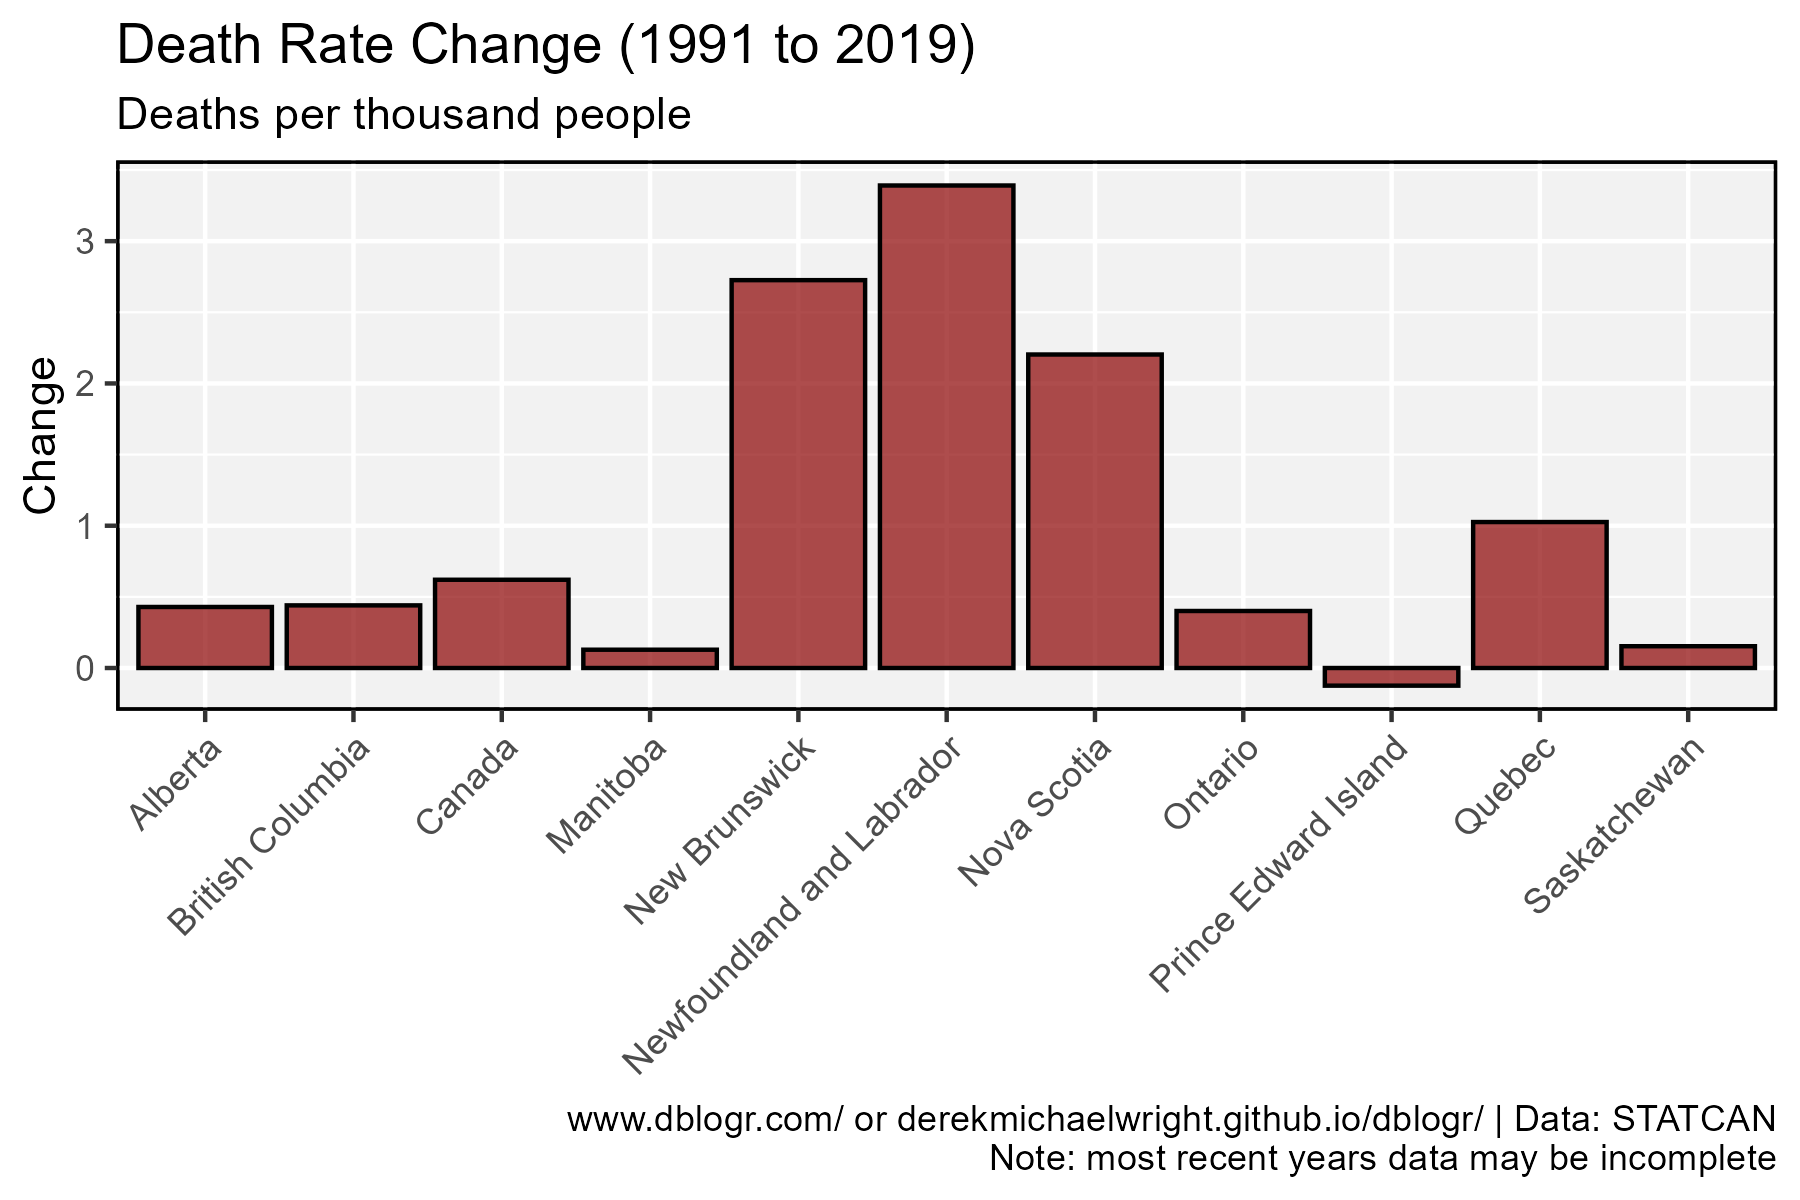 Death Rate Change (1991 to 2019)
Deaths per thousand people
Change
3
2
1
0
Alberta
British Columbia
Canada
Manitoba
New Brunswick
Newfoundland and Labrador
Nova Scotia
Ontario
Prince Edward Island
Quebec
Saskatchewan
www.dblogr.com/ or derekmichaelwright.github.io/dblogr/ | Data: STATCAN
Note: most recent years data may be incomplete